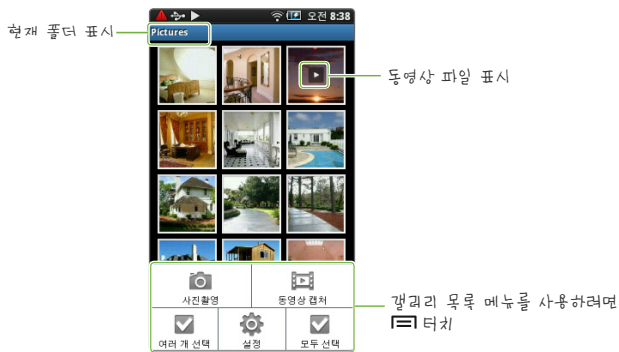 오전 8:38
현재 폴더 표시
Pictures
동영상 파일 표시
사진촬영
동영상 캡처
갤러리 목록 메뉴를 사용하려면
터치
여러 개 선택
설정
모두 선택